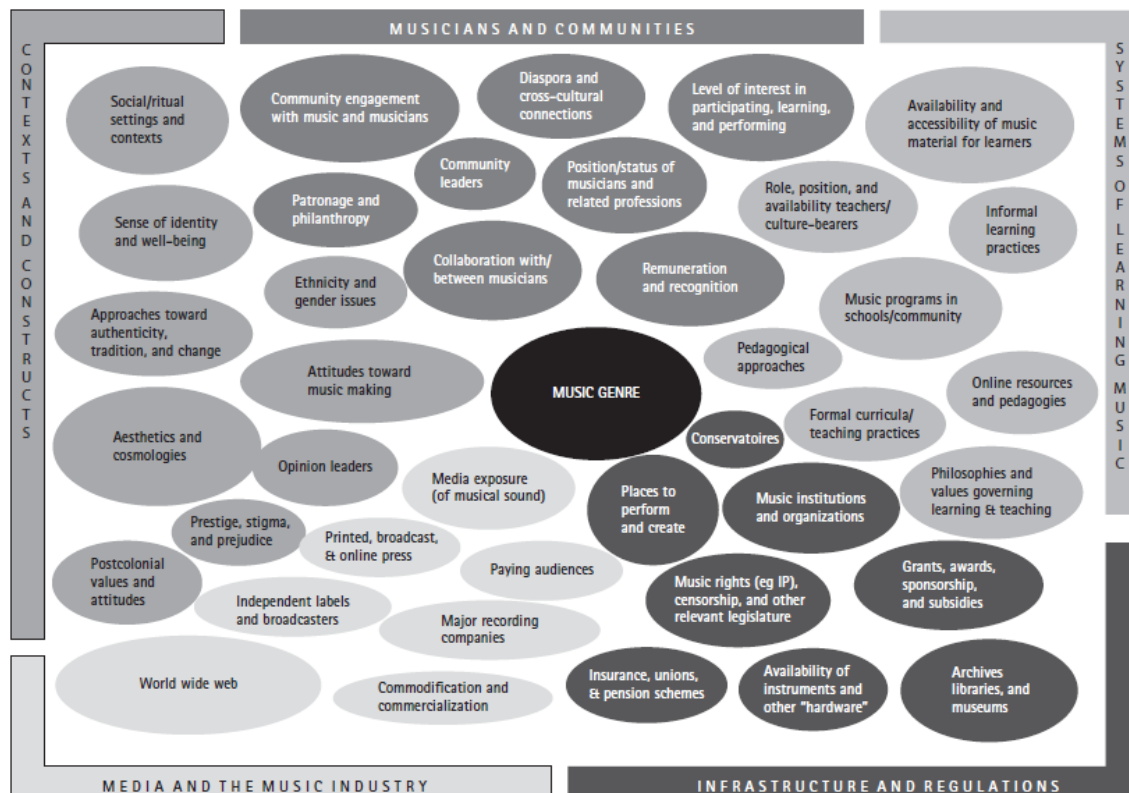 MUSICIANS AND COMMUNITIES
CONTEXTS AND CONSTRUCTS
SYSTEMS OF LEARNING MUSIC
Social/ritual
settings and
contexts
Community engagement
with music and musicians
Diaspora and
cross-cultural
connections
Level of interest in
participating, learning,
and performing
Availability and
accessibility of music
material for learners
Community
leaders
Position/status of
musicians and
related professions
Role, position, and
availability teachers/
culture-bearers
Patronage and
philanthropy
Sense of identity
and well-being
Informal
learning
practices
Collaboration with/
between musicians
Remuneration
and recognition
Ethnicity and
gender issues
Music programs in
schools/community
Approaches toward
authenticity,
tradition, and change
Pedagogical
approaches
Attitudes toward
music making
MUSIC GENRE
Online resources
and pedagogies
Formal curricula/
teaching practices
Aesthetics and
cosmologies
Conservatoires
Opinion leaders
Media exposure
(of musical sound)
Places to
perform
and create
Music institutions
and organizations
Philosophies and
values governing
learning & teaching
Prestige, stigma,
and prejudice
Printed, broadcast,
& online press
Paying audiences
Postcolonial
values and
attitudes
Music rights (eg IP),
censorship, and other
relevant legislature
Grants, awards,
sponsorship,
and subsidies
Independent labels
and broadcasters
Major recording
companies
World wide web
Commodification and
commercialization
Insurance, unions,
& pension schemes
Availability of
instruments and
other "hardware"
Archives
libraries, and
museums
MEDIA AND THE MUSIC INDUSTRY
INFRASTRUCTURE AND REGULATIONS